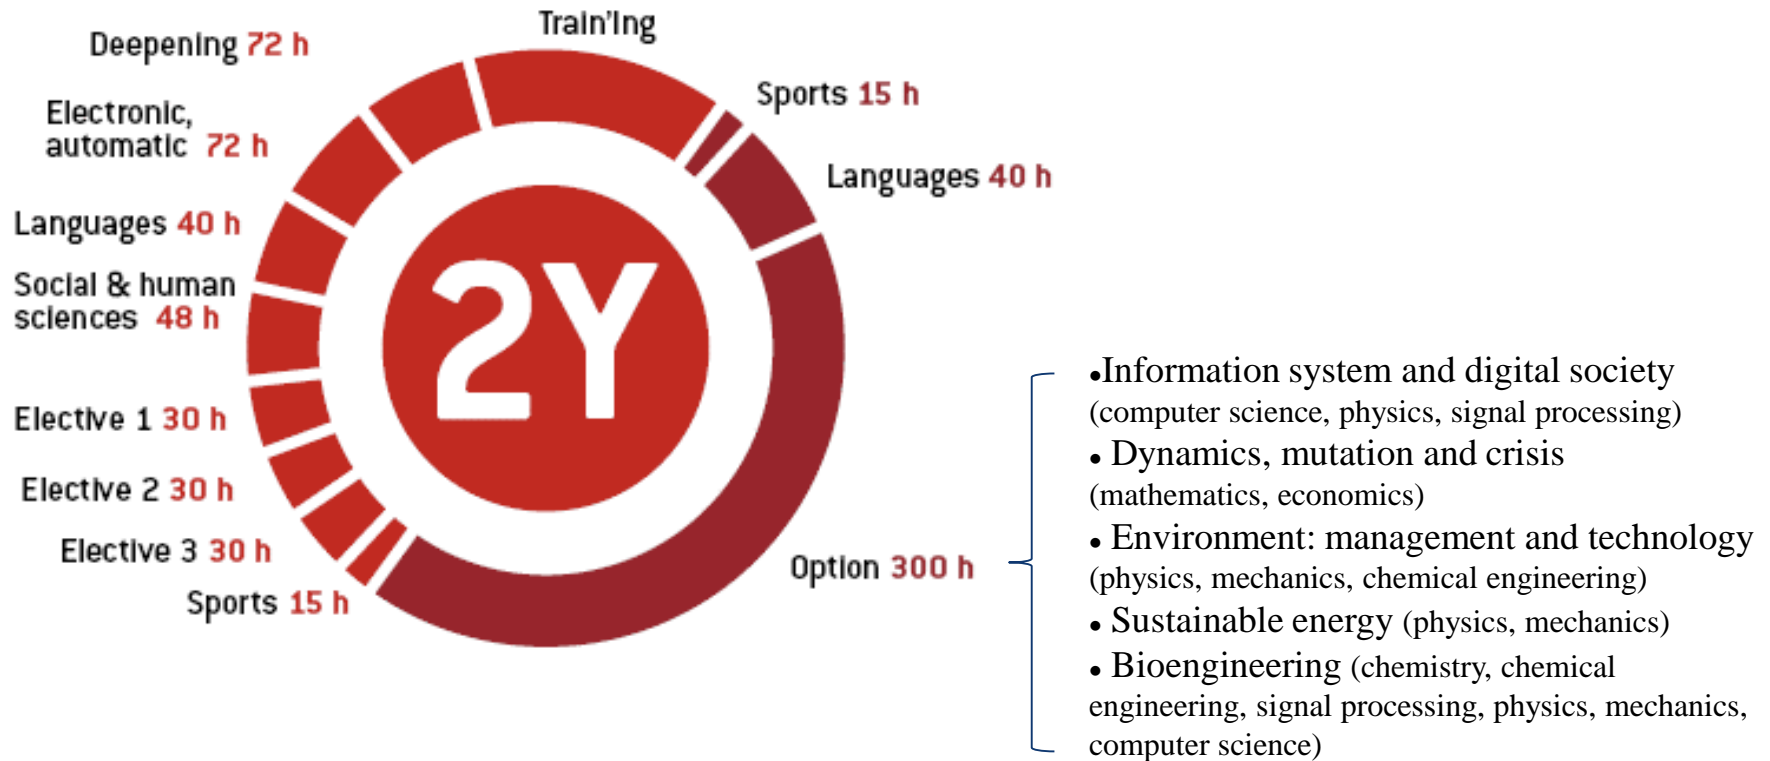 Train'ing
Deepening 72 h
Sports 15 h
Electronic,
automatic 72 h
Languages 40 h
Languages 40 h
Social & human
sciences 48 h
2Y
Elective 1 30 h
Elective 2 30 h
Elective 3 30 h
Sports 15 h
Option 300 h
•Information system and digital society
(computer science, physics, signal processing)
• Dynamics, mutation and crisis
(mathematics, economics)
• Environment: management and technology
(physics, mechanics, chemical engineering)
• Sustainable energy (physics, mechanics)
• Bioengineering (chemistry, chemical
engineering, signal processing, physics, mechanics,
computer science)